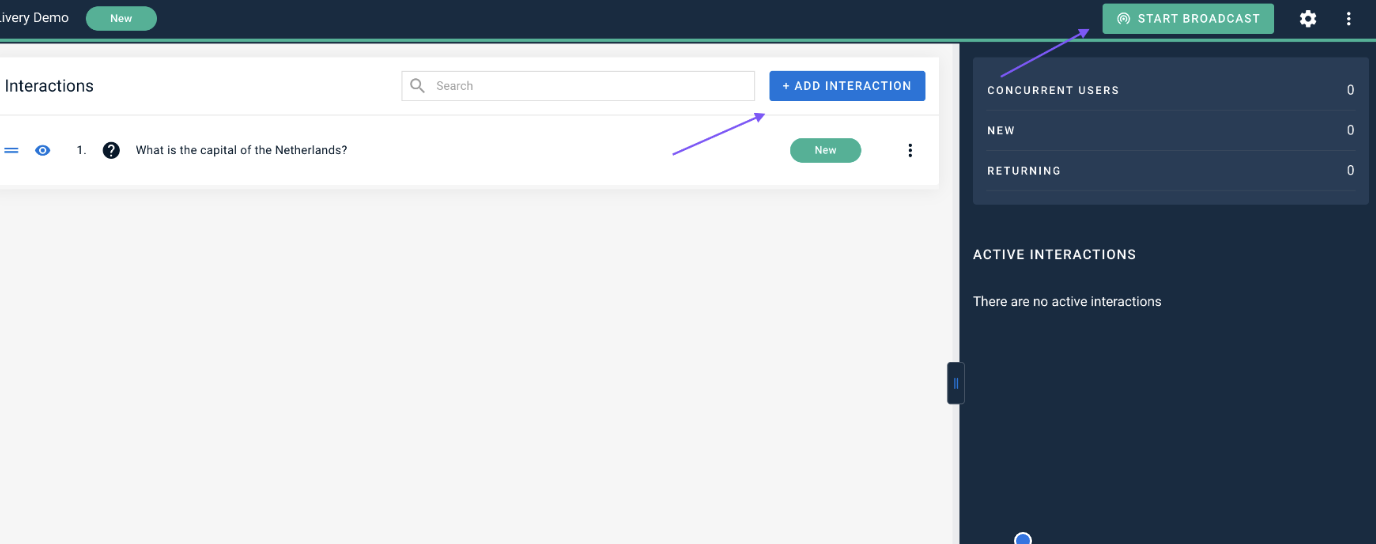 Livery Demo New START BROADCAST
Interactions Search + ADD INTERACTION
1. ? What is the capital of the Netherlands? New
CONCURRENT USERS 0
NEW 0
RETURNING 0
ACTIVE INTERACTIONS
There are no active interactions